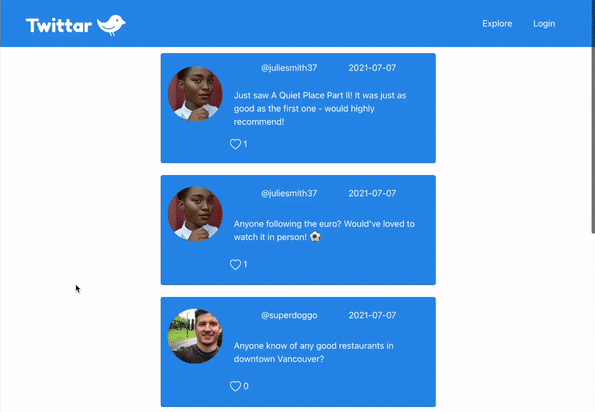 Twittar
Explore
Login
@juliesmith37
2021-07-07
Just saw A Quiet Place Part II! It was just as
good as the first one - would highly
recommend!
1
@juliesmith37
2021-07-07
Anyone following the euro? Would've loved to
watch it in person! ⚽
1
@superdoggo
2021-07-07
Anyone know of any good restaurants in
downtown Vancouver?
0